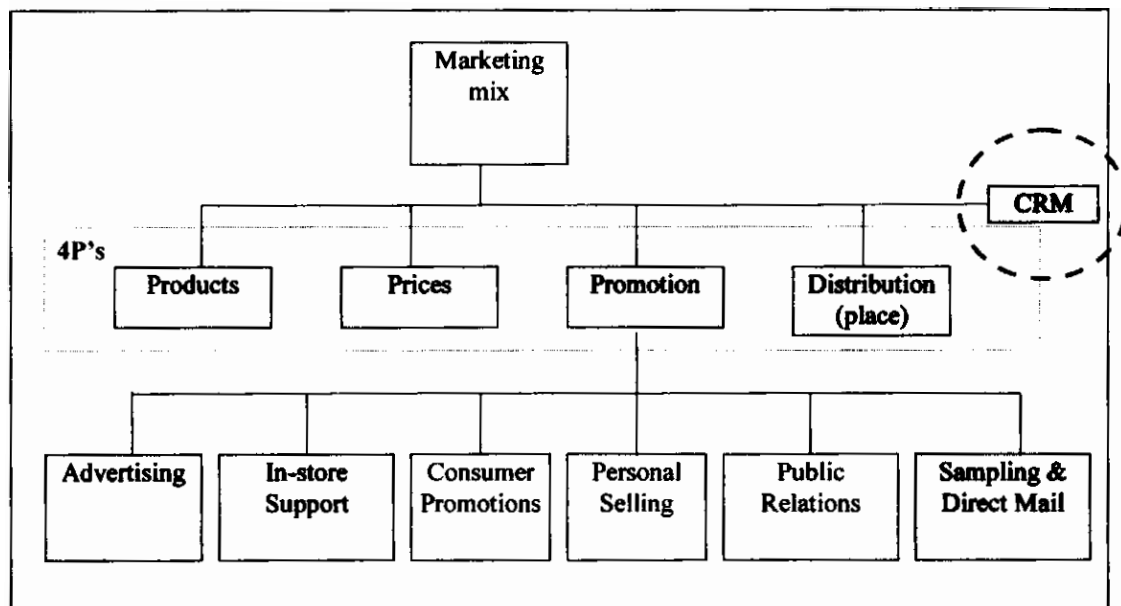 Marketing
mix
CRM
4P's
Products
Prices
Promotion
Distribution
(place)
Advertising
In-store
Support
Consumer
Promotions
Personal
Selling
Public
Relations
Sampling &
Direct Mail